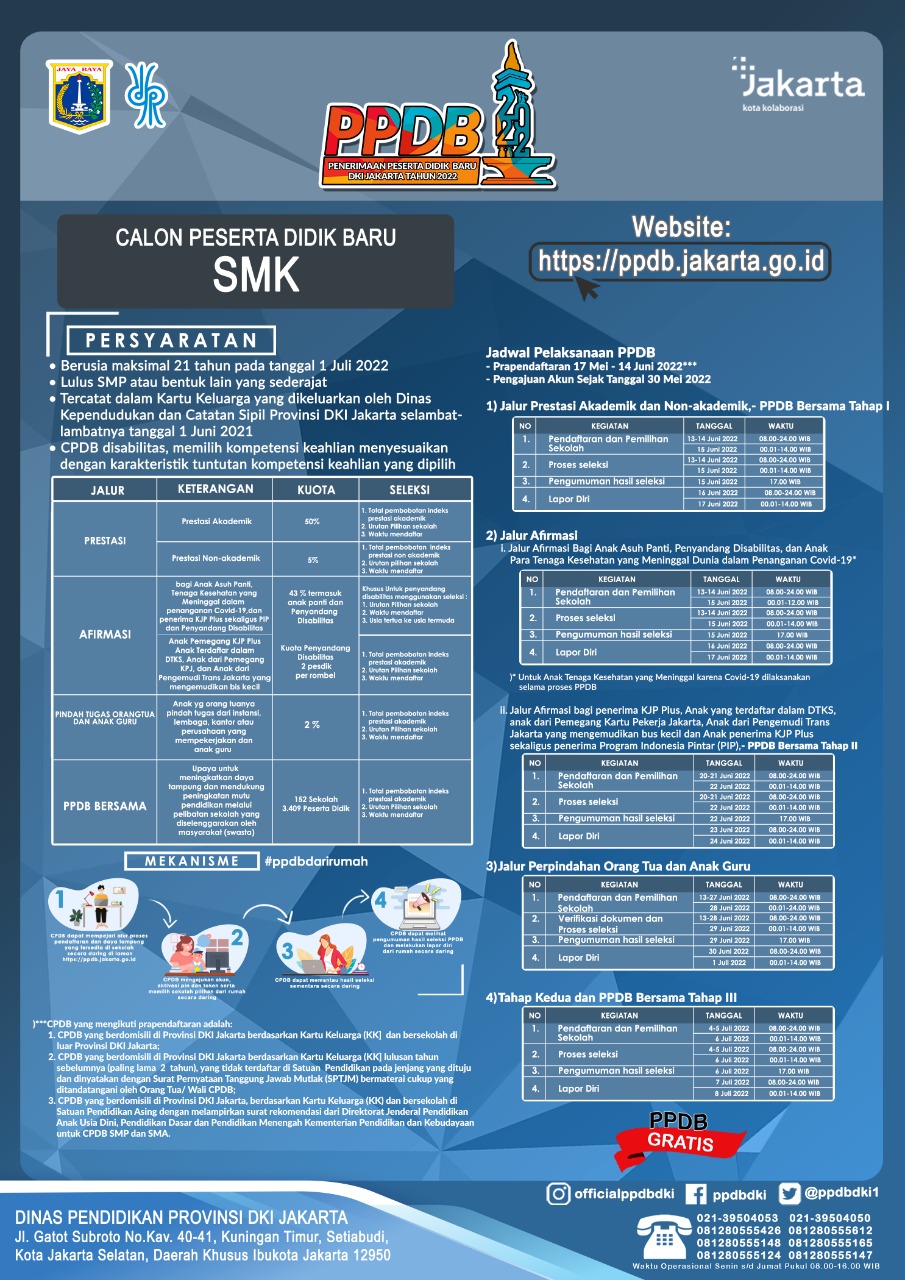 JAYA RAYA
PPDB
2022
PENERIMAAN PESERTA DIDIK BARU
DKI JAKARTA TAHUN 2022
Jakarta
kota kolaborasi
CALON PESERTA DIDIK BARU
SMK
Website:
https://ppdb.jakarta.go.id
PERSYARATAN
• Berusia maksimal 21 tahun pada tanggal 1 Juli 2022
• Lulus SMP atau bentuk lain yang sederajat
• Tercatat dalam Kartu Keluarga yang dikeluarkan oleh Dinas
Kependudukan dan Catatan Sipil Provinsi DKI Jakarta selambat-
lambatnya tanggal 1 Juni 2021
• CPDB disabilitas, memilih kompetensi keahlian menyesuaikan
dengan karakteristik tuntutan kompetensi keahlian yang dipilih
JALUR KETERANGAN KUOTA SELEKSI
PRESTASI
Prestasi Akademik
50%
1. Total pembobotan indeks
prestasi akademik
2. Urutan Pilihan sekolah
3. Waktu mendaftar
Prestasi Non-akademik
5%
1. Total pembobotan indeks
prestasi non akademik
2. Urutan pilihan sekolah
3. Waktu mendaftar
AFIRMASI
bagi Anak Asuh Panti,
Tenaga Kesehatan yang
Meninggal dalam
penanganan Covid-19,dan
penerima KJP Plus sekaligus PIP
dan Penyandang Disabilitas
43 % termasuk
anak panti dan
Penyandang
Disabilitas
Khusus Untuk penyandang
disabilitas menggunakan seleksi :
1. Urutan Pilihan sekolah
2. Waktu mendaftar
3. Usia tertua ke usia termuda
Anak Pemegang KJP Plus
Anak Terdaftar dalam
DTKS, Anak dari Pemegang
KPJ, dan Anak dari
Pengemudi Trans Jakarta yang
mengemudikan bis kecil
Kuota Penyandang
Disabilitas
2 pesdik
per rombel
1. Total pembobotan indeks
prestasi akademik
2. Urutan Pilihan sekolah
3. Waktu mendaftar
PINDAH TUGAS ORANGTUA
DAN ANAK GURU
Anak yg orang tuanya
pindah tugas dari instansi,
lembaga, kantor atau
perusahaan yang
mempekerjakan dan
anak guru
2 %
1. Total pembobotan indeks
prestasi akademik
2. Urutan Pilihan sekolah
3. Waktu mendaftar
PPDB BERSAMA
Upaya untuk
meningkatkan daya
tampung dan mendukung
peningkatan mutu
pendidikan melalui
pelibatan sekolah yang
diselenggarakan oleh
masyarakat (swasta)
152 Sekolah
3.409 Peserta Didik
1. Total pembobotan indeks
prestasi akademik
2. Urutan Pilihan sekolah
3. Waktu mendaftar
MEKANISME #ppdbdarirumah
1
CPDB dapat mempejari alur,proses
pendaftaran dan daya tampung
yang tersedia di sekolah
secara daring di laman
https://ppdb.jakarta.go.id
2
CPDB mengajukan akun,
aktivasi pin dan token serta
memilih sekolah pilihan dari rumah
secara daring
3
CPDB dapat memantau hasil seleksi
sementara secara daring
4
CPDB dapat melihat
pengumuman hasil seleksi PPDB
dan melakukan lapor diri
dari rumah secara daring
)***CPDB yang mengikuti prapendaftaran adalah:
1. CPDB yang berdomisili di Provinsi DKI Jakarta berdasarkan Kartu Keluarga (KK) dan bersekolah di
luar Provinsi DKI Jakarta;
2. CPDB yang berdomisili di Provinsi DKI Jakarta berdasarkan Kartu Keluarga (KK) lulusan tahun
sebelumnya (paling lama 2 tahun), yang tidak terdaftar di Satuan Pendidikan pada jenjang yang dituju
dan dinyatakan dengan Surat Pernyataan Tanggung Jawab Mutlak (SPTJM) bermaterai cukup yang
ditandatangani oleh Orang Tua/ Wali CPDB;
3. CPDB yang berdomisili di Provinsi DKI Jakarta, berdasarkan Kartu Keluarga (KK) dan bersekolah di
Satuan Pendidikan Asing dengan melampirkan surat rekomendasi dari Direktorat Jenderal Pendidikan
Anak Usia Dini, Pendidikan Dasar dan Pendidikan Menengah Kementerian Pendidikan dan Kebudayaan
untuk CPDB SMP dan SMA.
Jadwal Pelaksanaan PPDB
- Prapendaftaran 17 Mei - 14 Juni 2022***
- Pengajuan Akun Sejak Tanggal 30 Mei 2022
1) Jalur Prestasi Akademik dan Non-akademik,- PPDB Bersama Tahap I
NO KEGIATAN TANGGAL WAKTU
1. Pendaftaran dan Pemilihan 13-14 Juni 2022 08.00-24.00 WIB
Sekolah 15 Juni 2022 00.01-14.00 WIB
2. Proses seleksi 13-14 Juni 2022 08.00-24.00 WIB
15 Juni 2022 00.01-14.00 WIB
3. Pengumuman hasil seleksi 15 Juni 2022 17.00 WIB
4. Lapor Diri 16 Juni 2022 08.00-24.00 WIB
17 Juni 2022 00.01-14.00 WIB
2) Jalur Afirmasi
i. Jalur Afirmasi Bagi Anak Asuh Panti, Penyandang Disabilitas, dan Anak
Para Tenaga Kesehatan yang Meninggal Dunia dalam Penanganan Covid-19*
NO KEGIATAN TANGGAL WAKTU
1. Pendaftaran dan Pemilihan 13-14 Juni 2022 08.00-24.00 WIB
Sekolah 15 Juni 2022 00.01-12.00 WIB
2. Proses seleksi 13-14 Juni 2022 08.00-24.00 WIB
15 Juni 2022 00.01-14.00 WIB
3. Pengumuman hasil seleksi 15 Juni 2022 17.00 WIB
4. Lapor Diri 16 Juni 2022 08.00-24.00 WIB
17 Juni 2022 00.01-14.00 WIB
)* Untuk Anak Tenaga Kesehatan yang Meninggal karena Covid-19 dilaksanakan
selama proses PPDB
ii. Jalur Afirmasi bagi penerima KJP Plus, Anak yang terdaftar dalam DTKS,
anak dari Pemegang Kartu Pekerja Jakarta, Anak dari Pengemudi Trans
Jakarta yang mengemudikan bus kecil dan Anak penerima KJP Plus
sekaligus penerima Program Indonesia Pintar (PIP),- PPDB Bersama Tahap II
NO KEGIATAN TANGGAL WAKTU
1. Pendaftaran dan Pemilihan 20-21 Juni 2022 08.00-24.00 WIB
Sekolah 22 Juni 2022 00.01-14.00 WIB
2. Proses seleksi 20-21 Juni 2022 08.00-24.00 WIB
22 Juni 2022 00.01-14.00 WIB
3. Pengumuman hasil seleksi 22 Juni 2022 17.00 WIB
4. Lapor Diri 23 Juni 2022 08.00-24.00 WIB
24 Juni 2022 00.01-14.00 WIB
3)Jalur Perpindahan Orang Tua dan Anak Guru
NO KEGIATAN TANGGAL WAKTU
1. Pendaftaran dan Pemilihan 13-27 Juni 2022 08.00-24.00 WIB
Sekolah 28 Juni 2022 00.01-24.00 WIB
2. Verifikasi dokumen dan 13-28 Juni 2022 08.00-24.00 WIB
Proses seleksi 29 Juni 2022 00.01-14.00 WIB
3. Pengumuman hasil seleksi 29 Juni 2022 17.00 WIB
4. Lapor Diri 30 Juni 2022 08.00-24.00 WIB
1 Juli 2022 00.01-14.00 WIB
4)Tahap Kedua dan PPDB Bersama Tahap III
NO KEGIATAN TANGGAL WAKTU
1. Pendaftaran dan Pemilihan 4-5 Juli 2022 08.00-24.00 WIB
Sekolah 6 Juli 2022 00.01-14.00 WIB
2. Proses seleksi 4-5 Juli 2022 08.00-24.00 WIB
6 Juli 2022 00.01-14.00 WIB
3. Pengumuman hasil seleksi 6 Juli 2022 17.00 WIB
4. Lapor Diri 7 Juli 2022 08.00-24.00 WIB
8 Juli 2022 00.01-14.00 WIB
PPDB
GRATIS
officialppdbdki ppdbdki @ppdbdki1
DINAS PENDIDIKAN PROVINSI DKI JAKARTA
Jl. Gatot Subroto No.Kav. 40-41, Kuningan Timur, Setiabudi,
Kota Jakarta Selatan, Daerah Khusus Ibukota Jakarta 12950
021-39504053 021-39504050
081280555426 081280555612
081280555148 081280555165
081280555124 081280555147
Waktu Operasional Senin s/d Jumat Pukul 08.00-16.00 WIB